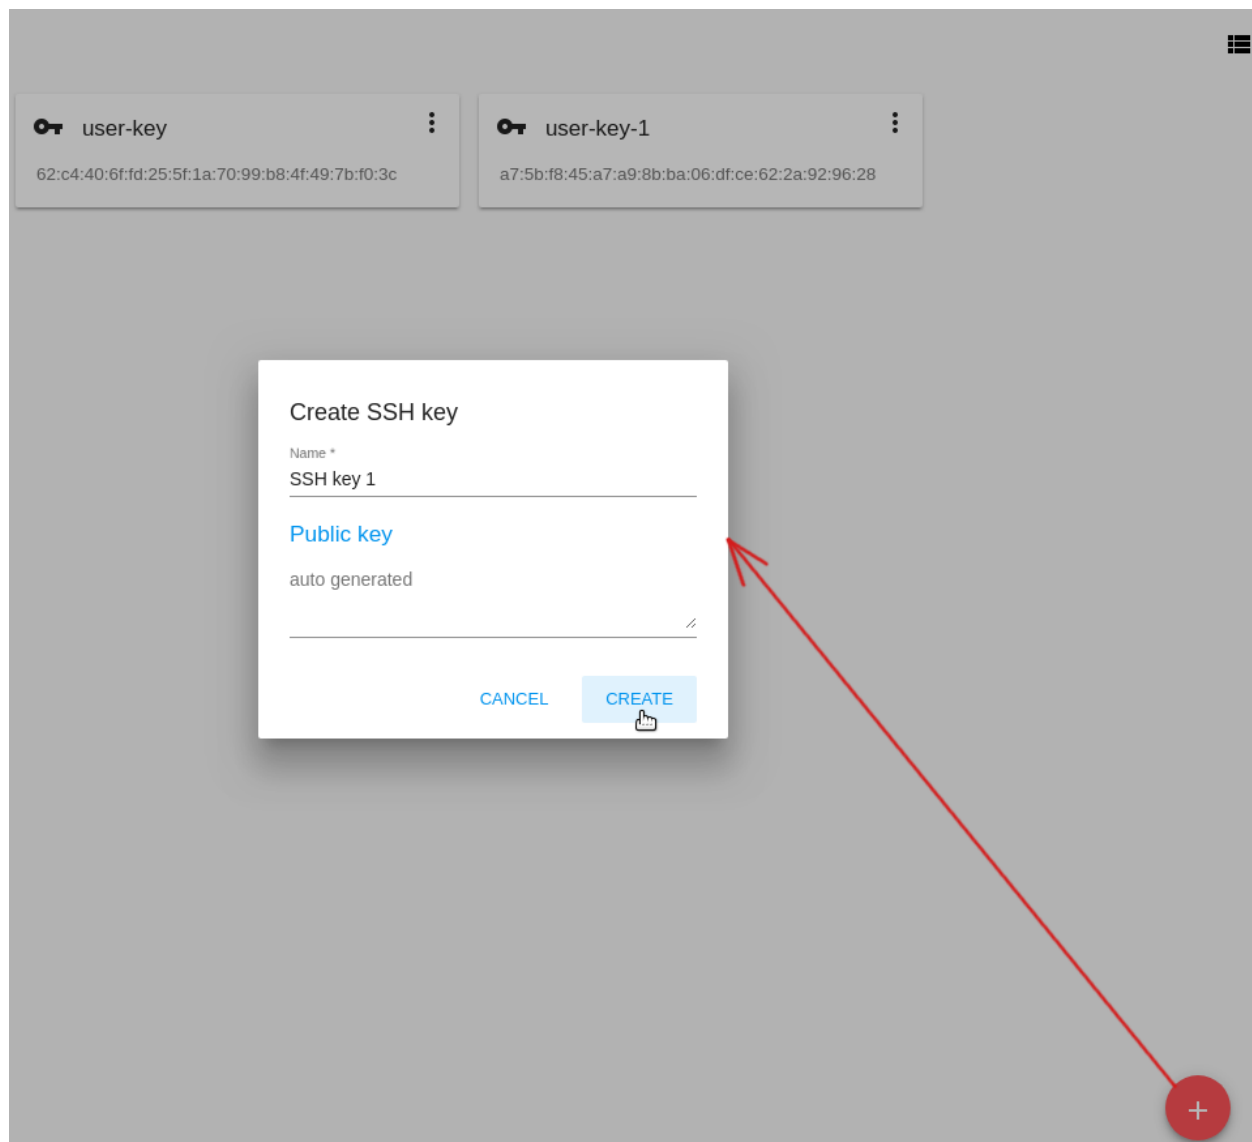 user-key
62:c4:40:6f:fd:25:5f:1a:70:99:b8:4f:49:7b:f0:3c
user-key-1
a7:5b:f8:45:a7:a9:8b:ba:06:df:ce:62:2a:92:96:28
Create SSH key
Name *
SSH key 1
Public key
auto generated
CANCEL CREATE